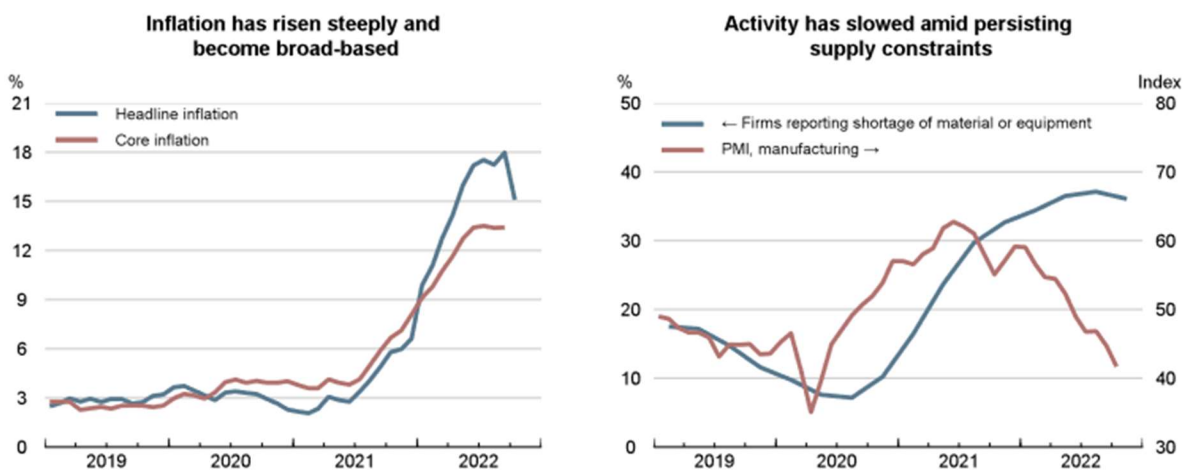 Inflation has risen steeply and
become broad-based
%
21
Headline inflation
Core inflation
18
15
12
9
6
3
0
2019 2020 2021 2022
Activity has slowed amid persisting
supply constraints
% Index
50 80
← Firms reporting shortage of material or equipment
PMI, manufacturing →
40 70
30 60
20 50
10 40
0 30
2019 2020 2021 2022